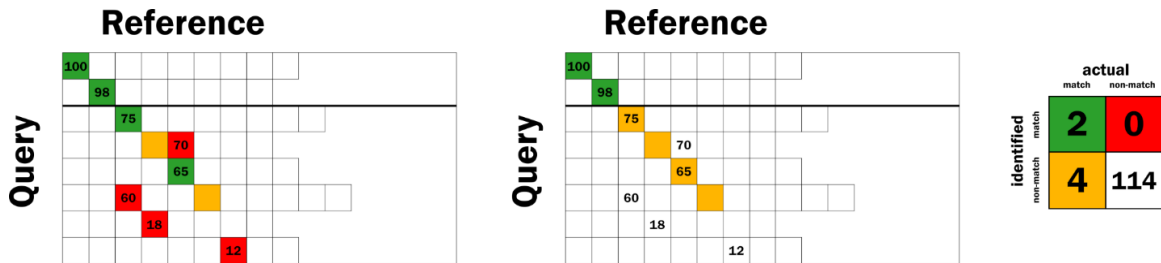 Reference
Query
100
98
75
70
65
60
18
12
Reference
Query
100
98
75
70
65
60
18
12
actual
match non-match
identified
match
non-match
2 0
4 114